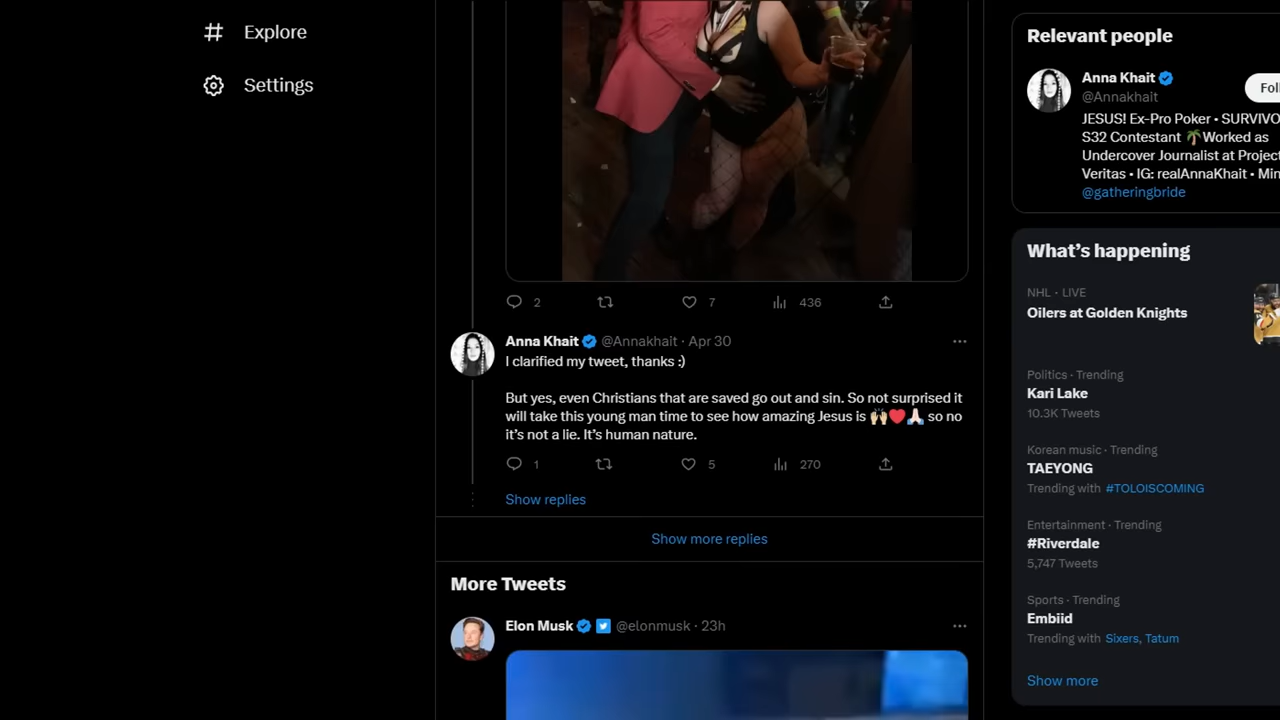 Explore
Settings
2
7
436
Anna Khait @Annakhait · Apr 30
I clarified my tweet, thanks :)
But yes, even Christians that are saved go out and sin. So not surprised it
will take this young man time to see how amazing Jesus is 🙌🏼❤️🙏🏻 so no
it's not a lie. It's human nature.
1
5
270
Show replies
Show more replies
More Tweets
Elon Musk @elonmusk · 23h
Relevant people
Anna Khait
Fol
@Annakhait
JESUS! Ex-Pro Poker • SURVIVO
S32 Contestant 🌴Worked as
Undercover Journalist at Project
Veritas • IG: realAnnaKhait • Min
@gatheringbride
What's happening
NHL · LIVE
Oilers at Golden Knights
Politics · Trending
Kari Lake
10.3K Tweets
Korean music · Trending
TAEYONG
Trending with #TOLOISCOMING
Entertainment · Trending
#Riverdale
5,747 Tweets
Sports · Trending
Embiid
Trending with Sixers, Tatum
Show more